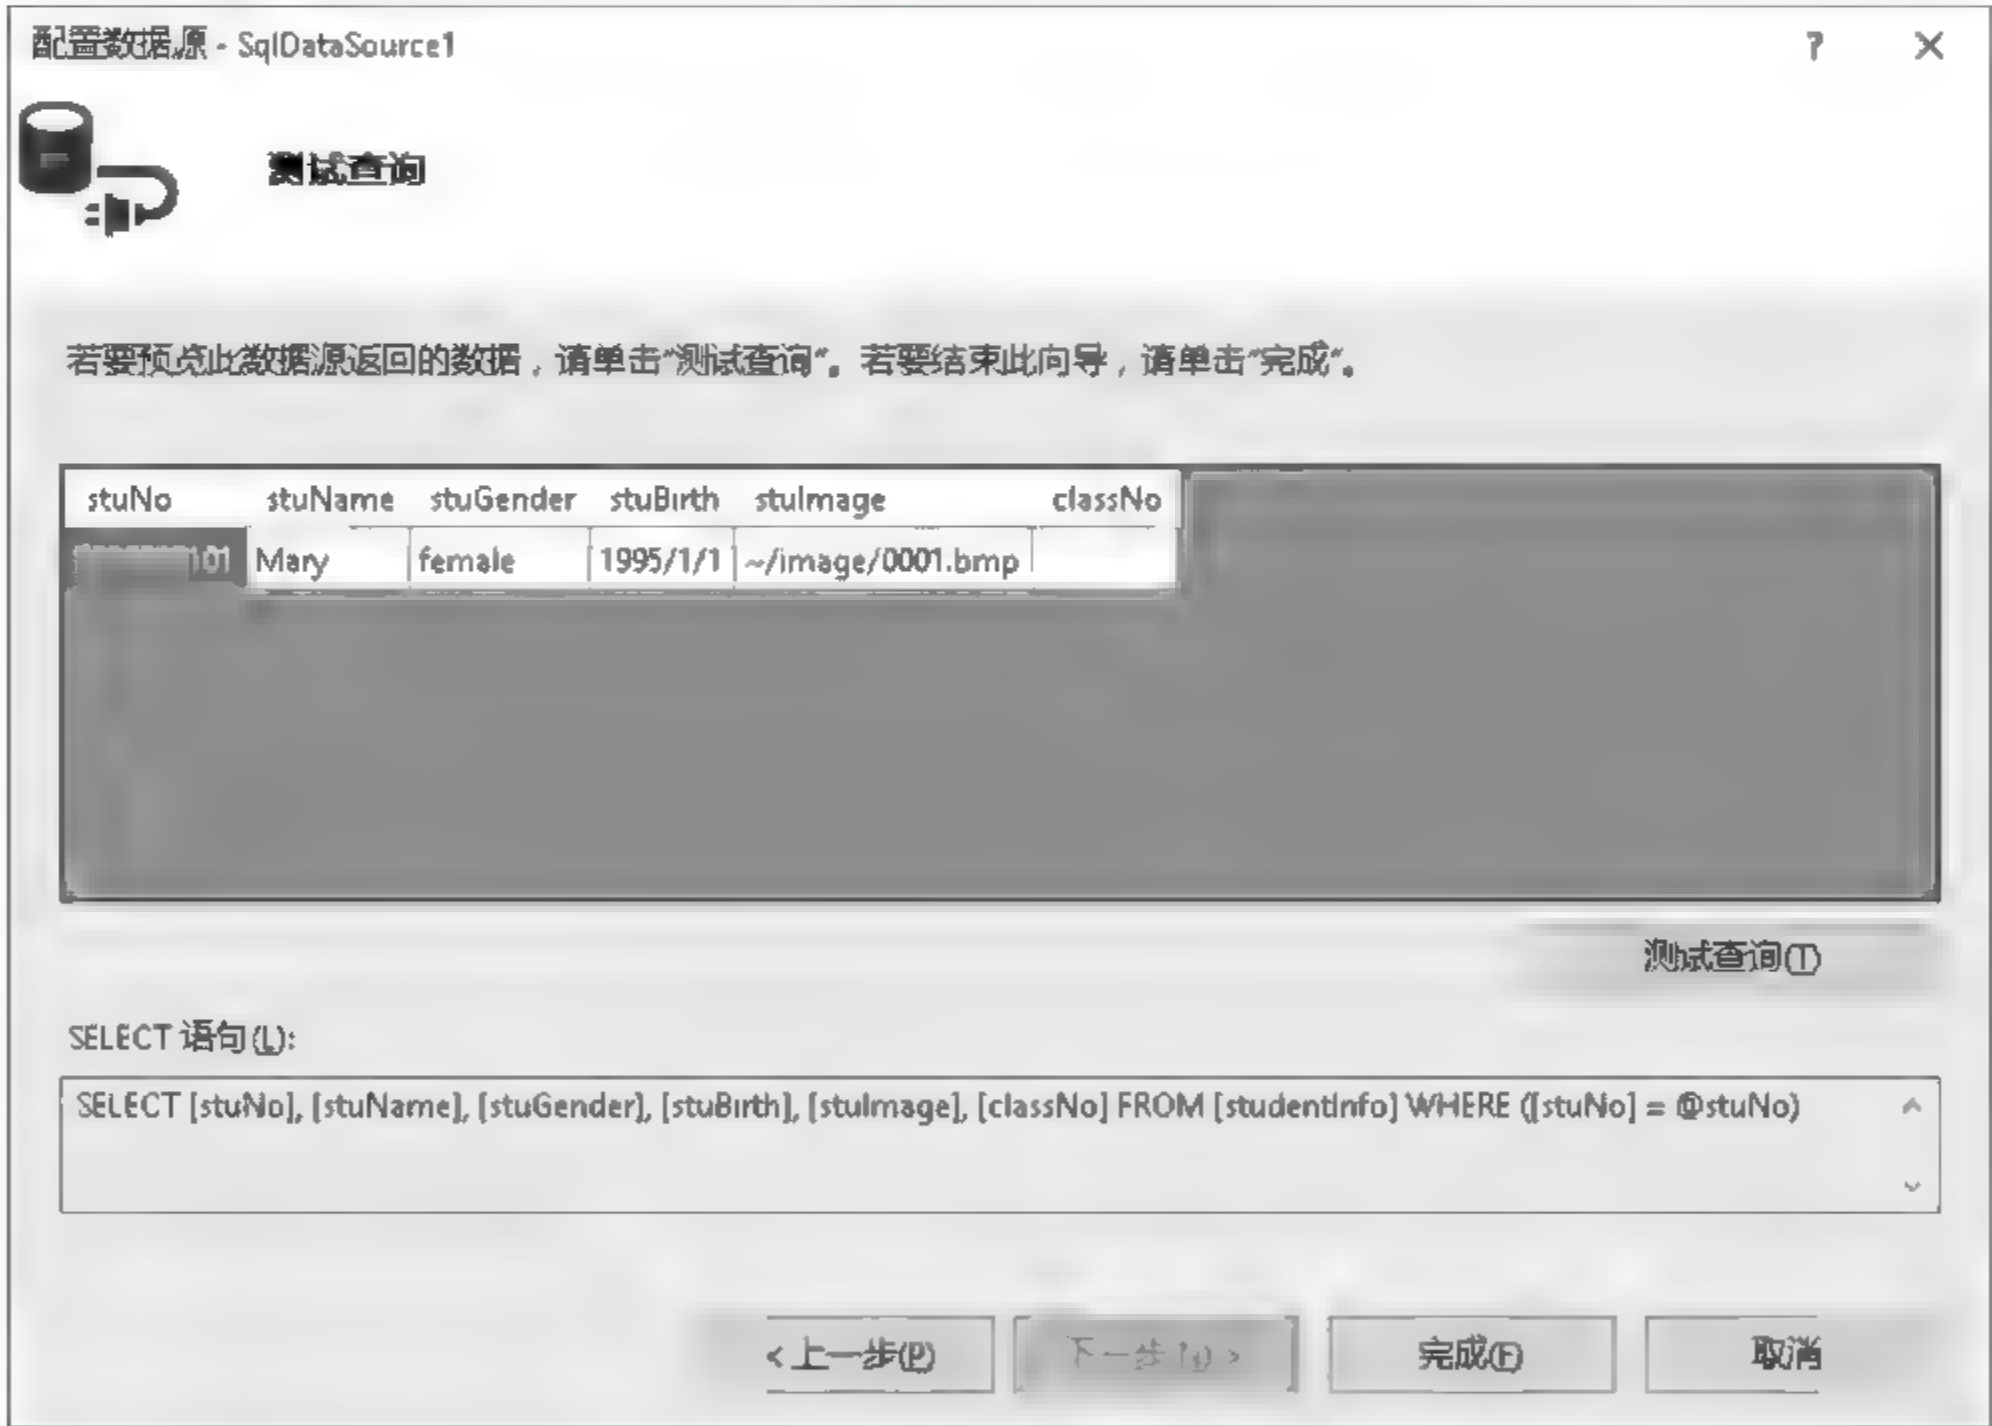 配置数据源 - SqlDataSource1 ? ×
测试查询
若要预览此数据源返回的数据，请单击“测试查询”。若要结束此向导，请单击“完成”。
stuNo stuName stuGender stuBirth stuImage classNo
101 Mary female 1995/1/1 ~/image/0001.bmp
测试查询(T)
SELECT 语句(L):
SELECT [stuNo], [stuName], [stuGender], [stuBirth], [stuImage], [classNo] FROM [studentInfo] WHERE ([stuNo] = @stuNo)
< 上一步(P) 下一步(N) > 完成(F) 取消